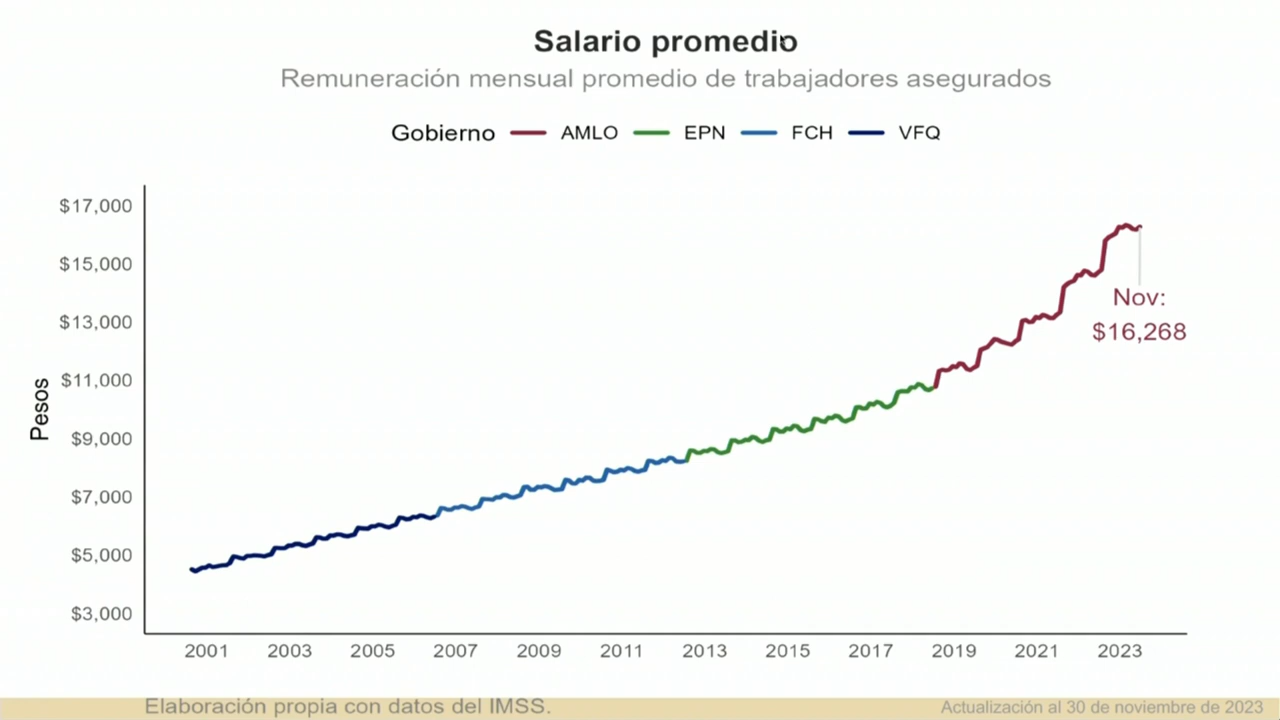 Salario promedio
Remuneración mensual promedio de trabajadores asegurados
Gobierno AMLO EPN FCH VFQ
$17,000
$15,000
$13,000
$11,000
$9,000
$7,000
$5,000
$3,000
Pesos
Nov:
$16,268
2001 2003 2005 2007 2009 2011 2013 2015 2017 2019 2021 2023
Elaboración propia con datos del IMSS.
Actualización al 30 de noviembre de 2023